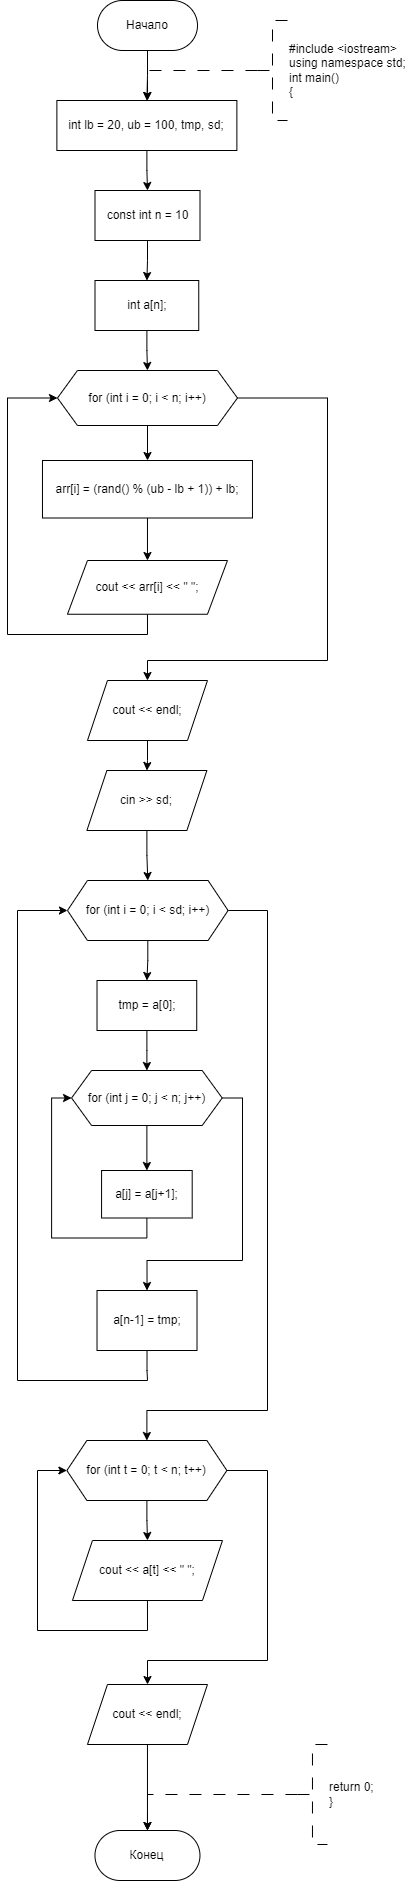 Начало
#include <iostream>
using namespace std;
int main()
{
int lb = 20, ub = 100, tmp, sd;
const int n = 10
int a[n];
for (int i = 0; i < n; i++)
arr[i] = (rand() % (ub - lb + 1)) + lb;
cout << arr[i] << " ";
cout << endl;
cin >> sd;
for (int i = 0; i < sd; i++)
tmp = a[0];
for (int j = 0; j < n; j++)
a[j] = a[j+1];
a[n-1] = tmp;
for (int t = 0; t < n; t++)
cout << a[t] << " ";
cout << endl;
return 0;
}
Конец